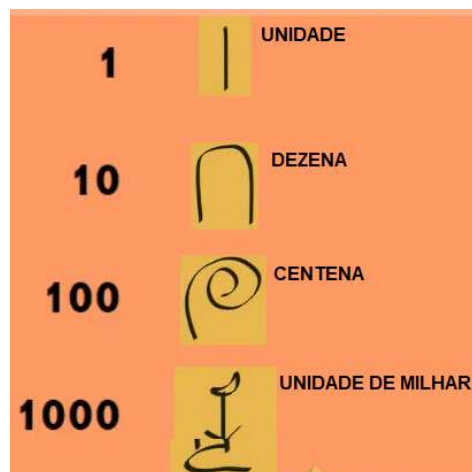 1 UNIDADE
10 DEZENA
100 CENTENA
1000 UNIDADE DE MILHAR